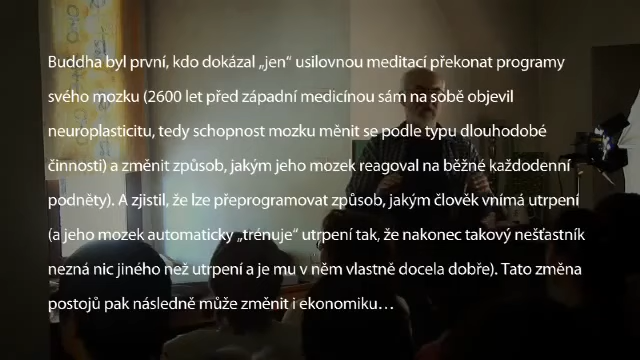 Buddha byl první, kdo dokázal „jen“ usilovnou meditací překonat programy
svého mozku (2600 let před západní medicínou sám na sobě objevil
neuroplasticitu, tedy schopnost mozku měnit se podle typu dlouhodobé
činnosti) a změnit způsob, jakým jeho mozek reagoval na běžné každodenní
podněty). A zjistil, že lze přeprogramovat způsob, jakým člověk vnímá utrpení
(a jeho mozek automaticky „trénuje“ utrpení tak, že nakonec takový nešťastník
nezná nic jiného než utrpení a je mu v něm vlastně docela dobře). Tato změna
postojů pak následně může změnit i ekonomiku…